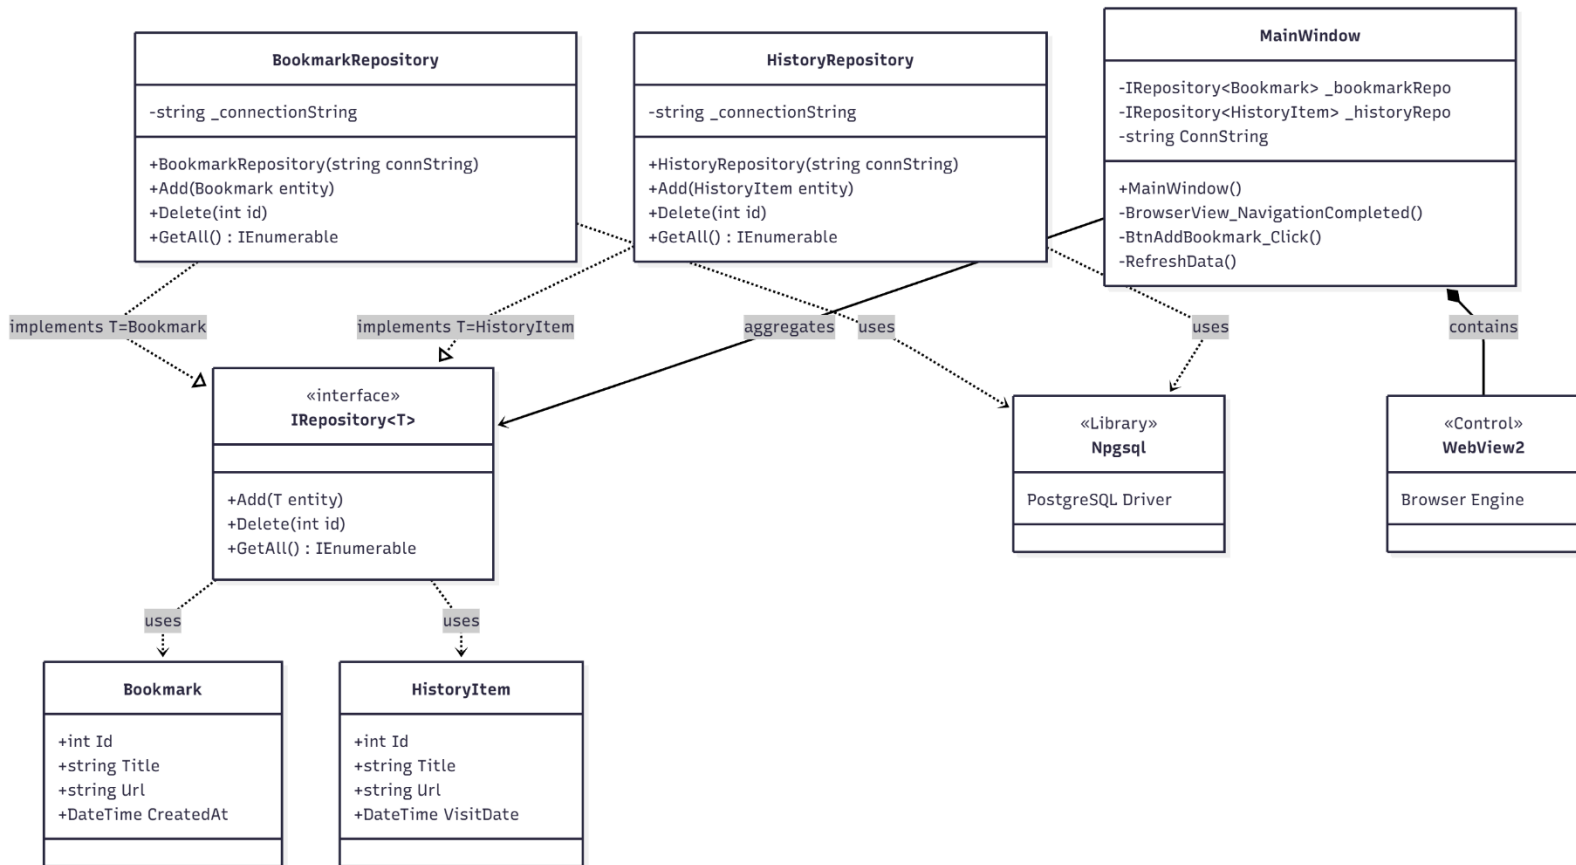 BookmarkRepository
-string _connectionString
+BookmarkRepository(string connString)
+Add(Bookmark entity)
+Delete(int id)
+GetAll() : IEnumerable
HistoryRepository
-string _connectionString
+HistoryRepository(string connString)
+Add(HistoryItem entity)
+Delete(int id)
+GetAll() : IEnumerable
MainWindow
-IRepository<Bookmark> _bookmarkRepo
-IRepository<HistoryItem> _historyRepo
-string ConnString
+MainWindow()
-BrowserView_NavigationCompleted()
-BtnAddBookmark_Click()
-RefreshData()
implements T=Bookmark
implements T=HistoryItem
aggregates
uses
uses
contains
«interface»
IRepository<T>
+Add(T entity)
+Delete(int id)
+GetAll() : IEnumerable
«Library»
Npgsql
PostgreSQL Driver
«Control»
WebView2
Browser Engine
uses
uses
Bookmark
+int Id
+string Title
+string Url
+DateTime CreatedAt
HistoryItem
+int Id
+string Title
+string Url
+DateTime VisitDate